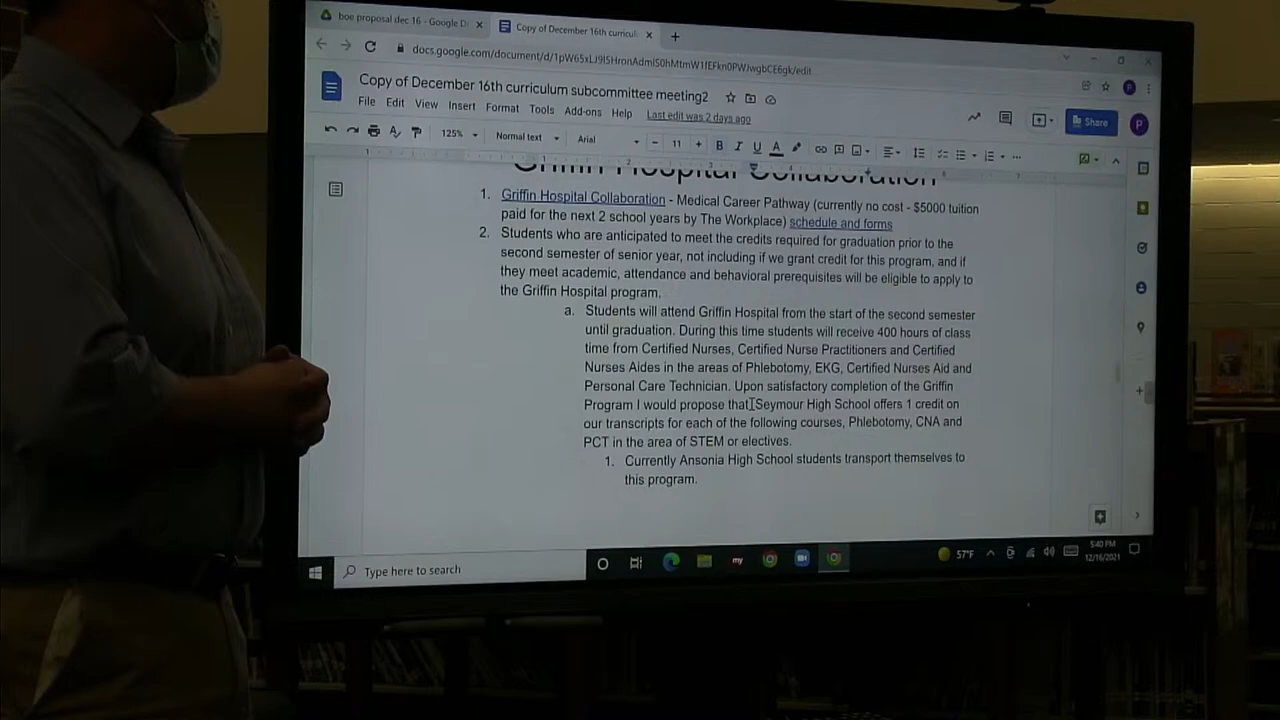 boe proposal dec 16 - Google D
Copy of December 16th curricul
docs.google.com/document/d/
Copy of December 16th curriculum subcommittee meeting2
File Edit View Insert Format Tools Add-ons Help Last edit was 2 days ago
Share
P
125% Normal text Arial 11 B I U A
Griffin Hospital Collaboration
1. Griffin Hospital Collaboration - Medical Career Pathway (currently no cost - $5000 tuition
paid for the next 2 school years by The Workplace) schedule and forms
2. Students who are anticipated to meet the credits required for graduation prior to the
second semester of senior year, not including if we grant credit for this program, and if
they meet academic, attendance and behavioral prerequisites will be eligible to apply to
the Griffin Hospital program.
a. Students will attend Griffin Hospital from the start of the second semester
until graduation. During this time students will receive 400 hours of class
time from Certified Nurses, Certified Nurse Practitioners and Certified
Nurses Aides in the areas of Phlebotomy, EKG, Certified Nurses Aid and
Personal Care Technician. Upon satisfactory completion of the Griffin
Program I would propose that Seymour High School offers 1 credit on
our transcripts for each of the following courses, Phlebotomy, CNA and
PCT in the area of STEM or electives.
1. Currently Ansonia High School students transport themselves to
this program.
Type here to search
my
57°F
5:40 PM
12/16/2021